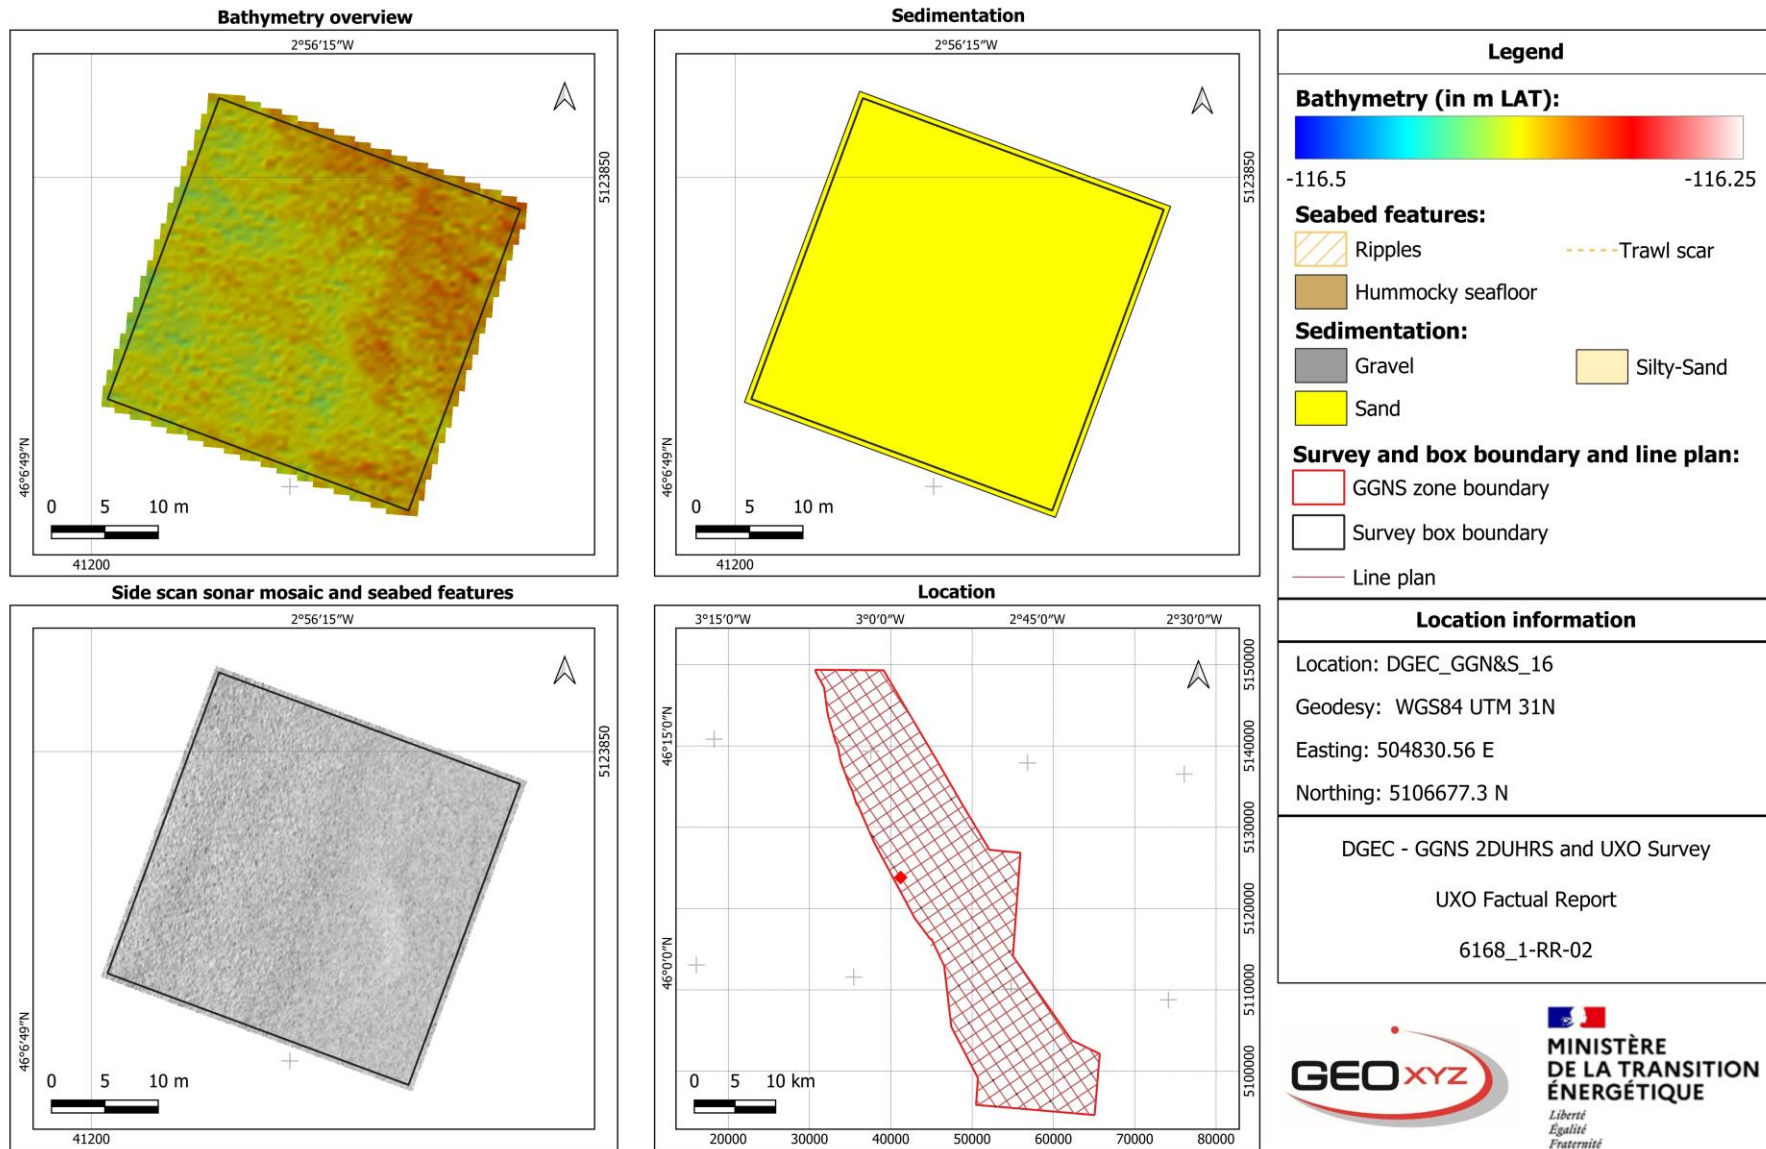 Bathymetry overview
2°56'15"W
5123850
46°6'49"N
0 5 10 m
41200
Sedimentation
2°56'15"W
5123850
46°6'49"N
0 5 10 m
41200
Side scan sonar mosaic and seabed features
2°56'15"W
5123850
46°6'49"N
0 5 10 m
41200
Location
3°15'0"W 3°0'0"W 2°45'0"W 2°30'0"W
46°15'0"N
46°0'0"N
5150000
5140000
5130000
5120000
5110000
5100000
0 5 10 km
20000 30000 40000 50000 60000 70000 80000
Legend
Bathymetry (in m LAT):
-116.5 -116.25
Seabed features:
Ripples Trawl scar
Hummocky seafloor
Sedimentation:
Gravel Silty-Sand
Sand
Survey and box boundary and line plan:
GGNS zone boundary
Survey box boundary
Line plan
Location information
Location: DGEC_GGN&S_16
Geodesy: WGS84 UTM 31N
Easting: 504830.56 E
Northing: 5106677.3 N
DGEC - GGNS 2DUHRS and UXO Survey
UXO Factual Report
6168_1-RR-02
GEOXYZ
MINISTÈRE
DE LA TRANSITION
ÉNERGÉTIQUE
Liberté
Égalité
Fraternité